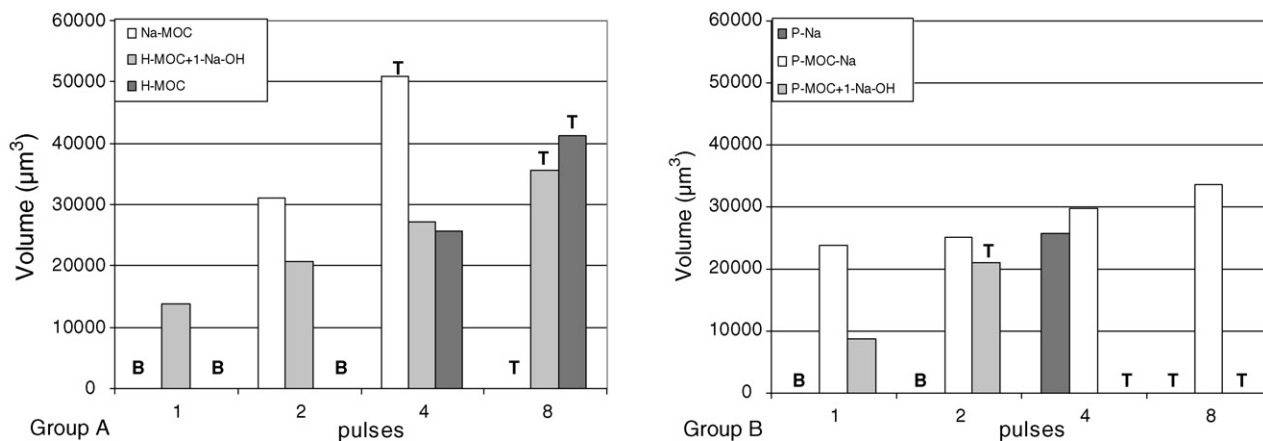 60000
50000
40000
30000
20000
10000
0
Volume (µm³)
Na-MOC
H-MOC+1-Na-OH
H-MOC
T
T
T
B
B
B
T
1
2
4
8
Group A
pulses
60000
50000
40000
30000
20000
10000
0
Volume (µm³)
P-Na
P-MOC-Na
P-MOC+1-Na-OH
T
B
B
T
T
T
1
2
4
8
Group B
pulses